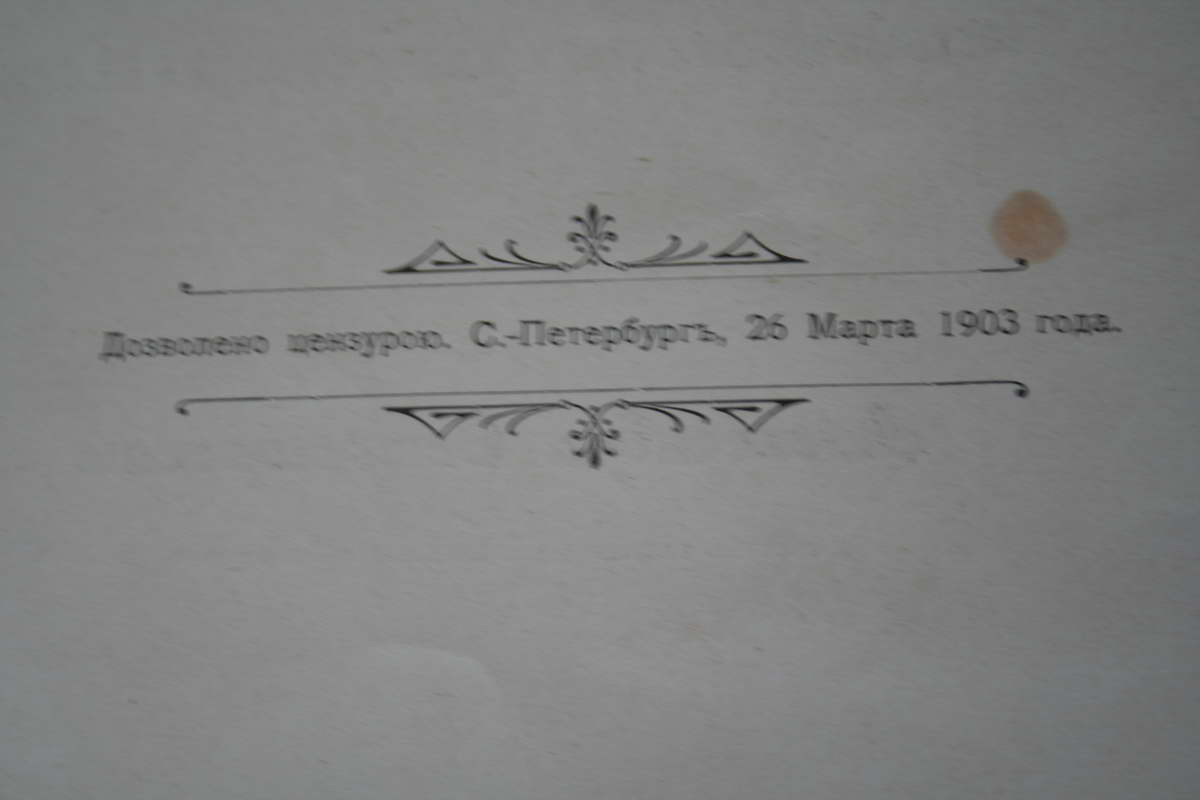 Дозволено цензурою. С.-Петербургъ, 26 Марта 1903 года.